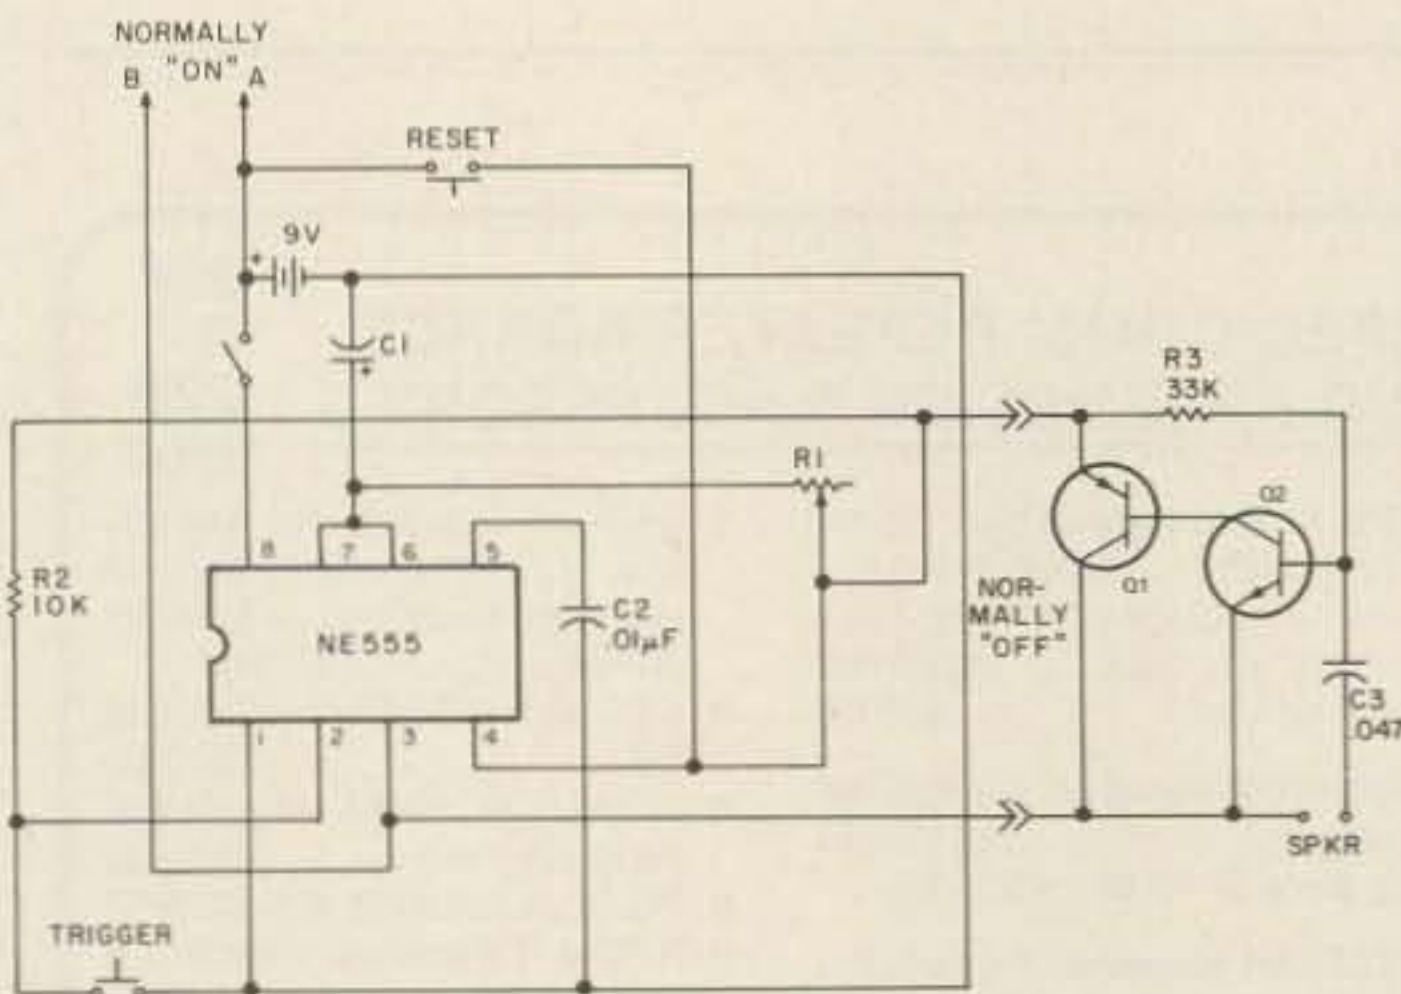 NORMALLY
"ON"
B
A
RESET
+
9V
C1
+
R3
33K
R1
Q2
8
7
6
5
R2
10K
NE555
C2
.01µF
NOR-
MALLY
"OFF"
Q1
C3
.047
1
2
3
4
SPKR
TRIGGER